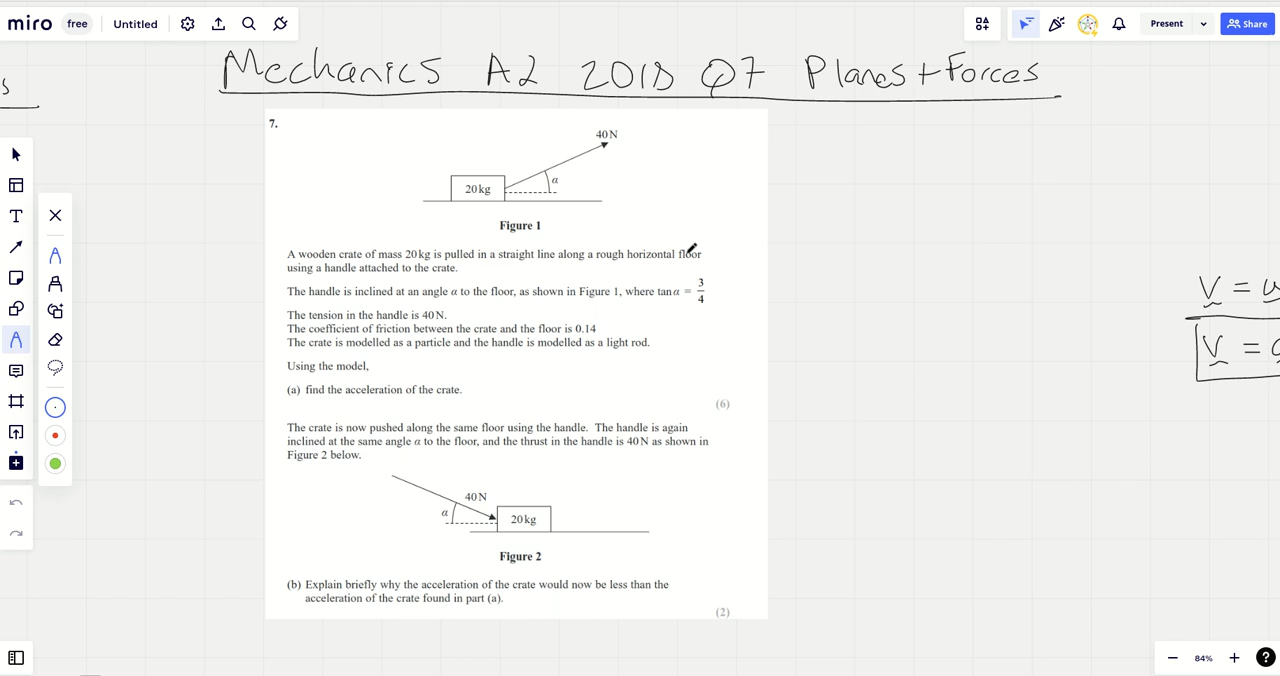 miro free Untitled Present Share
Mechanics A2 2018 Q7 Planes + Forces
s
7.
40 N
α
20 kg
Figure 1
A wooden crate of mass 20 kg is pulled in a straight line along a rough horizontal floor
using a handle attached to the crate.
The handle is inclined at an angle α to the floor, as shown in Figure 1, where tan α = 3/4
The tension in the handle is 40 N.
The coefficient of friction between the crate and the floor is 0.14
The crate is modelled as a particle and the handle is modelled as a light rod.
Using the model,
(a) find the acceleration of the crate.
(6)
The crate is now pushed along the same floor using the handle. The handle is again
inclined at the same angle α to the floor, and the thrust in the handle is 40 N as shown in
Figure 2 below.
40 N
α
20 kg
Figure 2
(b) Explain briefly why the acceleration of the crate would now be less than the
acceleration of the crate found in part (a).
(2)
V = u
V =
84%
?